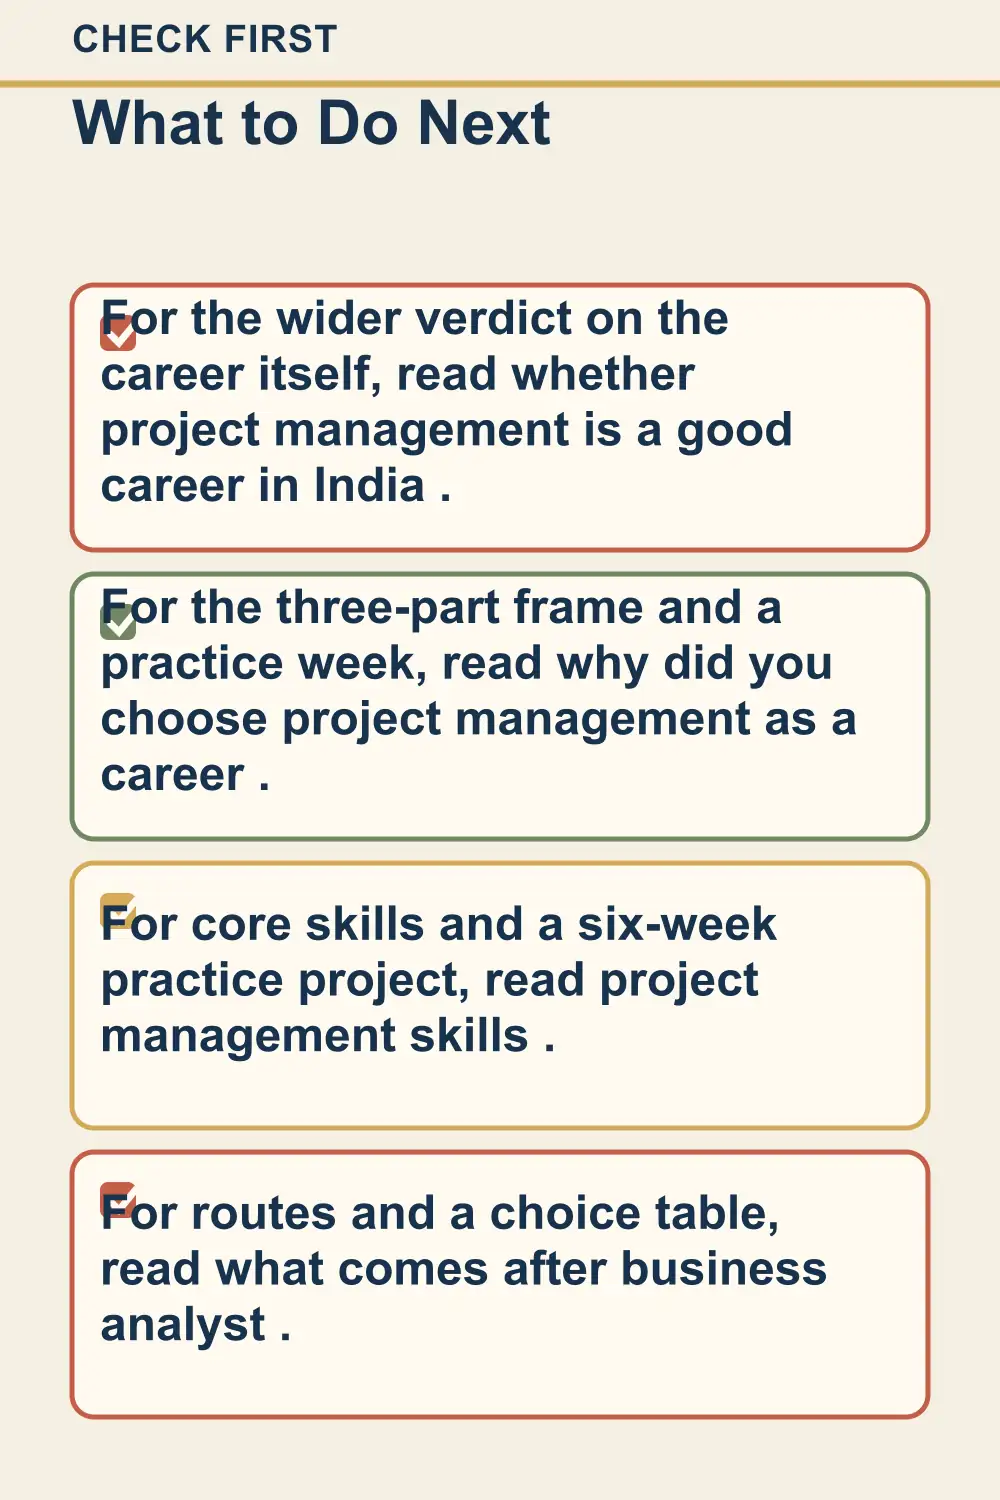 CHECK FIRST
What to Do Next
For the wider verdict on the
career itself, read whether
project management is a good
career in India .
For the three-part frame and a
practice week, read why did you
choose project management as a
career .
For core skills and a six-week
practice project, read project
management skills .
For routes and a choice table,
read what comes after business
analyst .